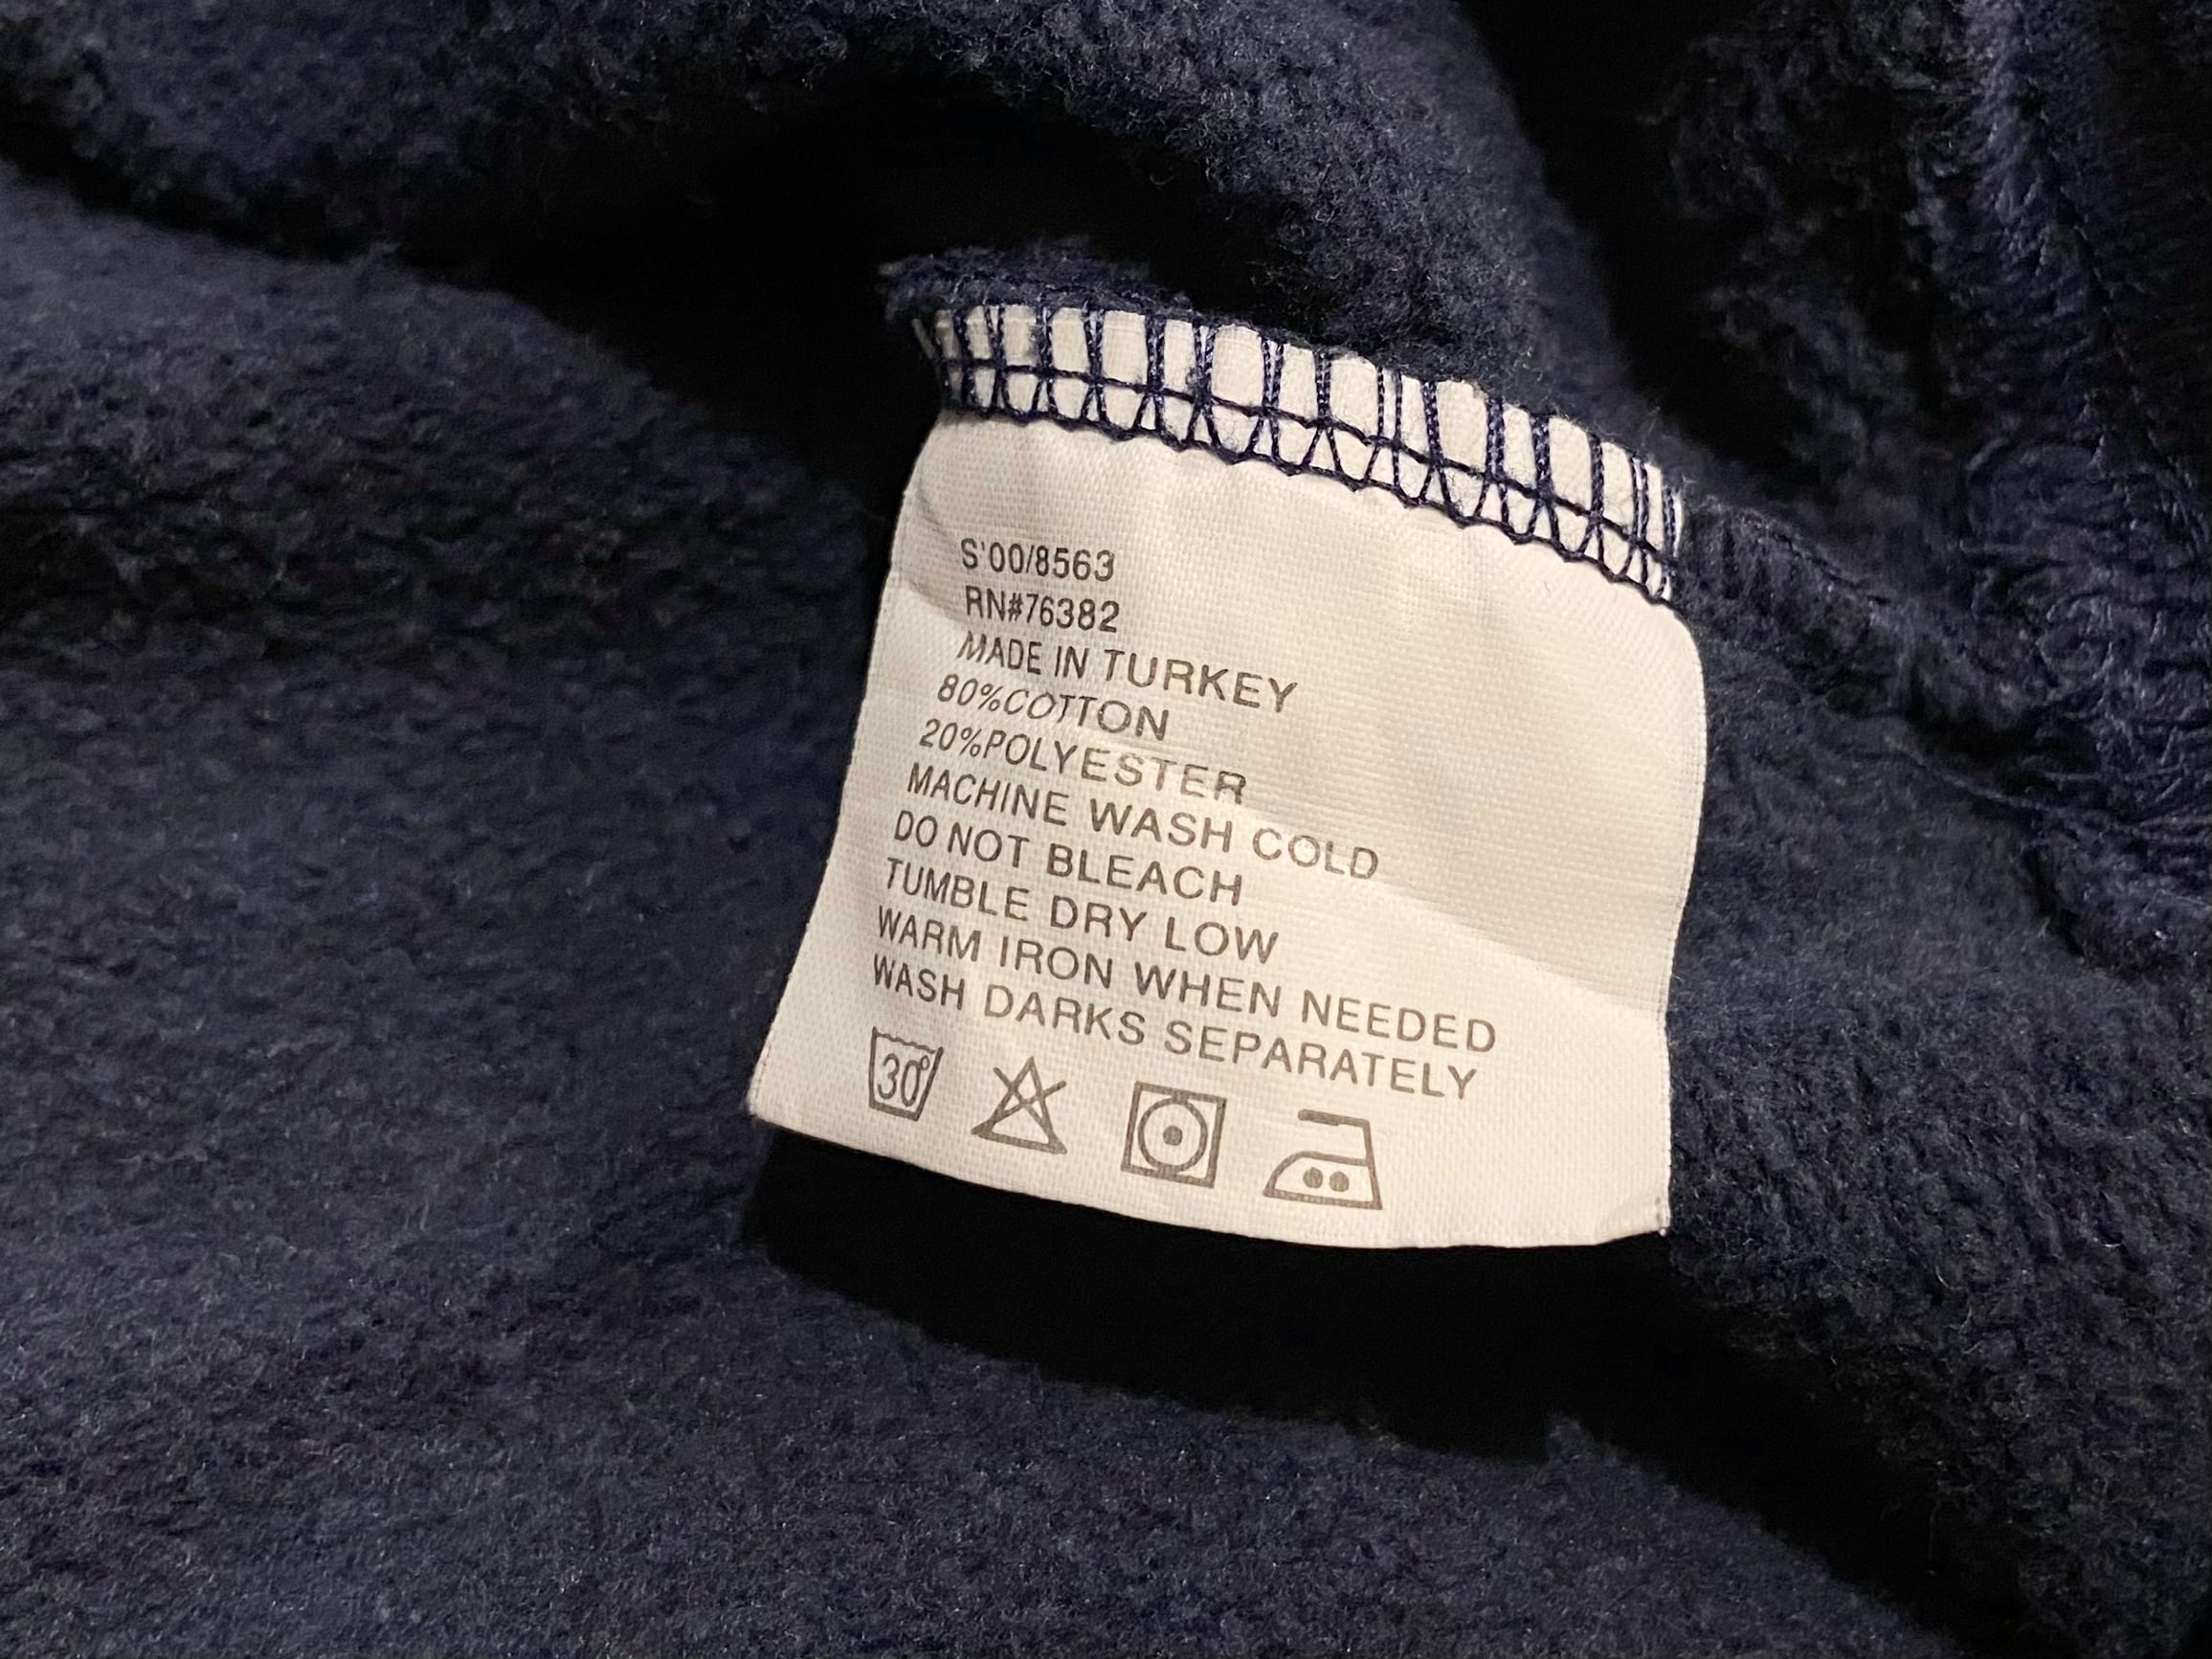 S'00/8563
RN#76382
MADE IN TURKEY
80%COTTON
20%POLYESTER
MACHINE WASH COLD
DO NOT BLEACH
TUMBLE DRY LOW
WARM IRON WHEN NEEDED
WASH DARKS SEPARATELY
30°